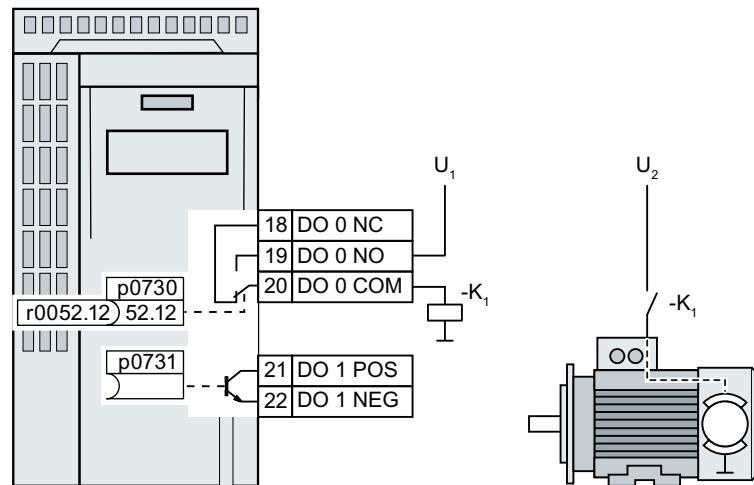 U1
U2
18 DO 0 NC
19 DO 0 NO
p0730
20 DO 0 COM
-K1
-K1
r0052.12 52.12
p0731
21 DO 1 POS
22 DO 1 NEG